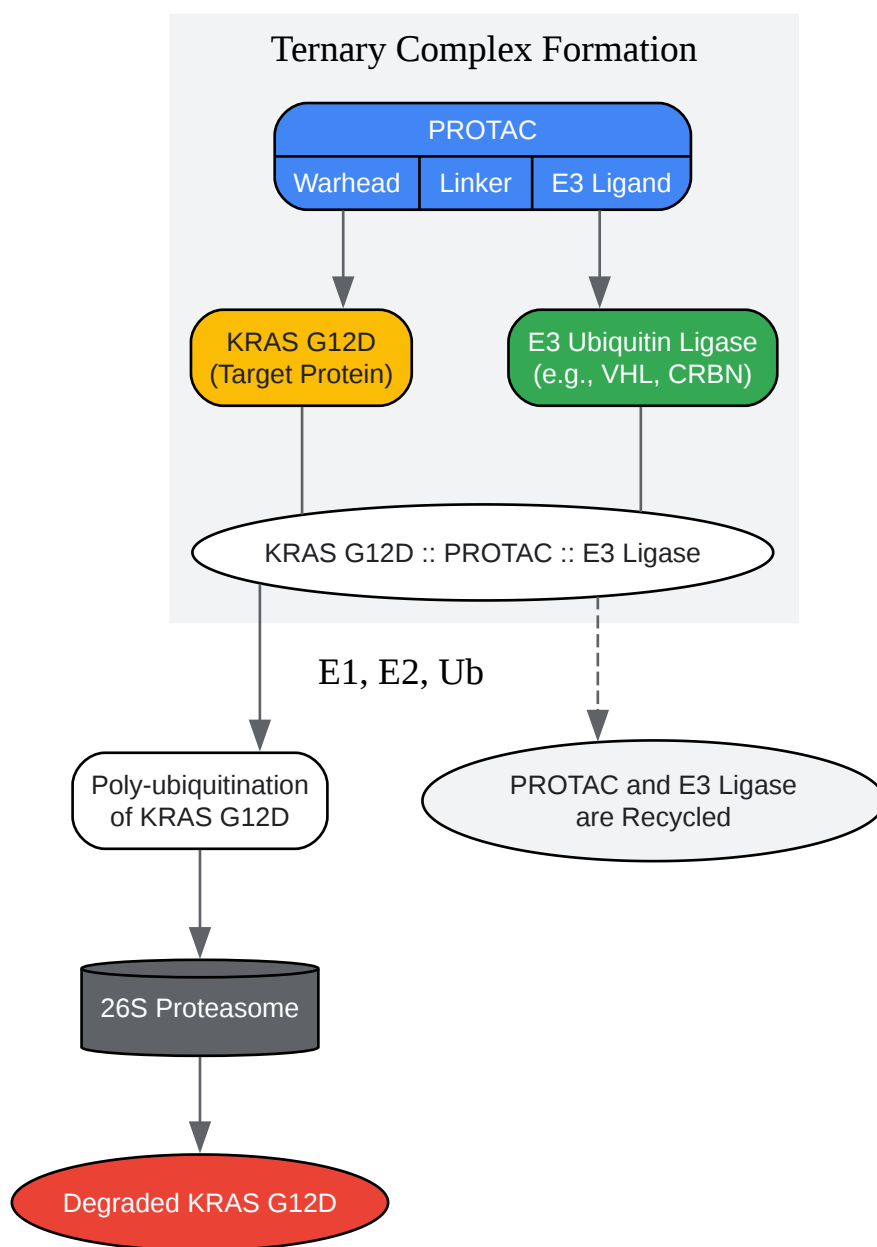 Ternary Complex Formation
PROTAC
Warhead
Linker
E3 Ligand
KRAS G12D
(Target Protein)
E3 Ubiquitin Ligase
(e.g., VHL, CRBN)
KRAS G12D :: PROTAC :: E3 Ligase
E1, E2, Ub
Poly-ubiquitination
of KRAS G12D
PROTAC and E3 Ligase
are Recycled
26S Proteasome
Degraded KRAS G12D